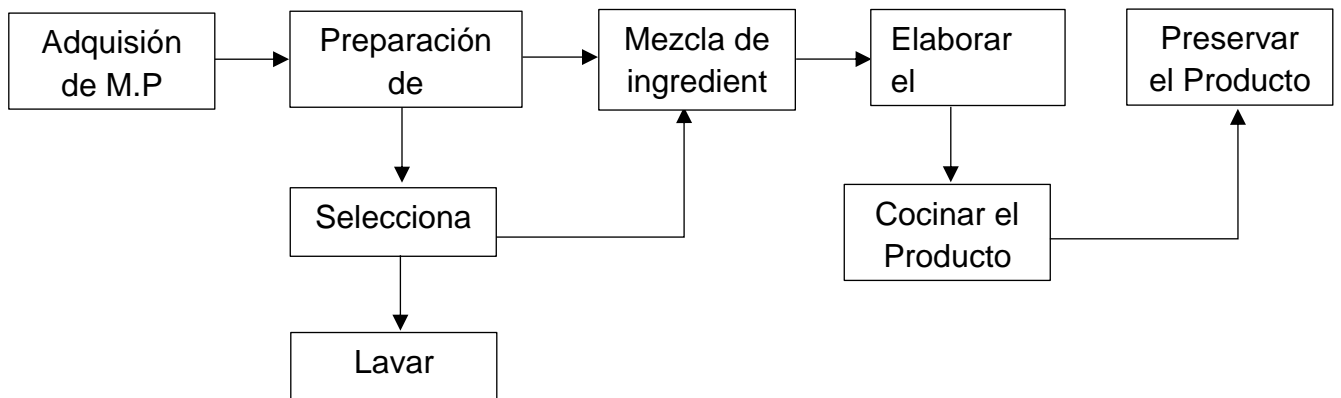 Adquisión
de M.P
Preparación
de
Mezcla de
ingredient
Elaborar
el
Preservar
el Producto
Selecciona
Cocinar el
Producto
Lavar